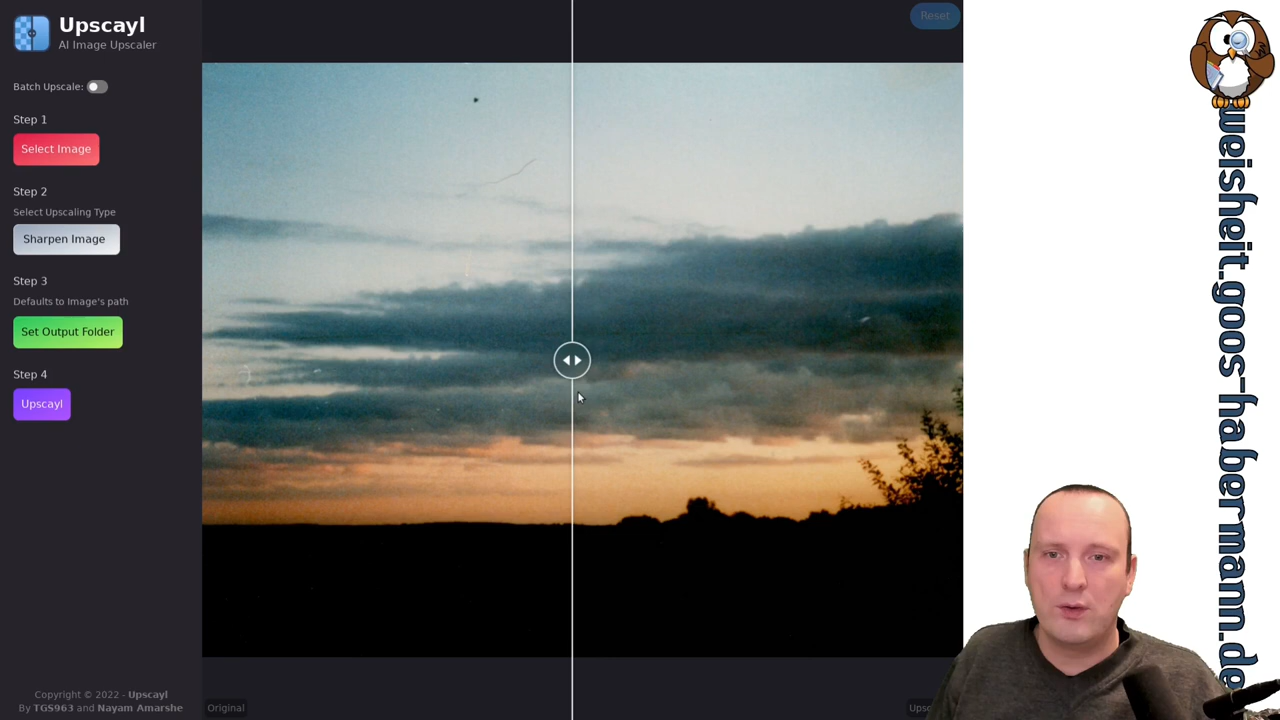 Upscayl
AI Image Upscaler
Batch Upscale:
Step 1
Select Image
Step 2
Select Upscaling Type
Sharpen Image
Step 3
Defaults to Image's path
Set Output Folder
Step 4
Upscayl
Copyright © 2022 - Upscayl
By TGS963 and Nayam Amarshe
Original
Reset
weisheit.goos-habermann.de